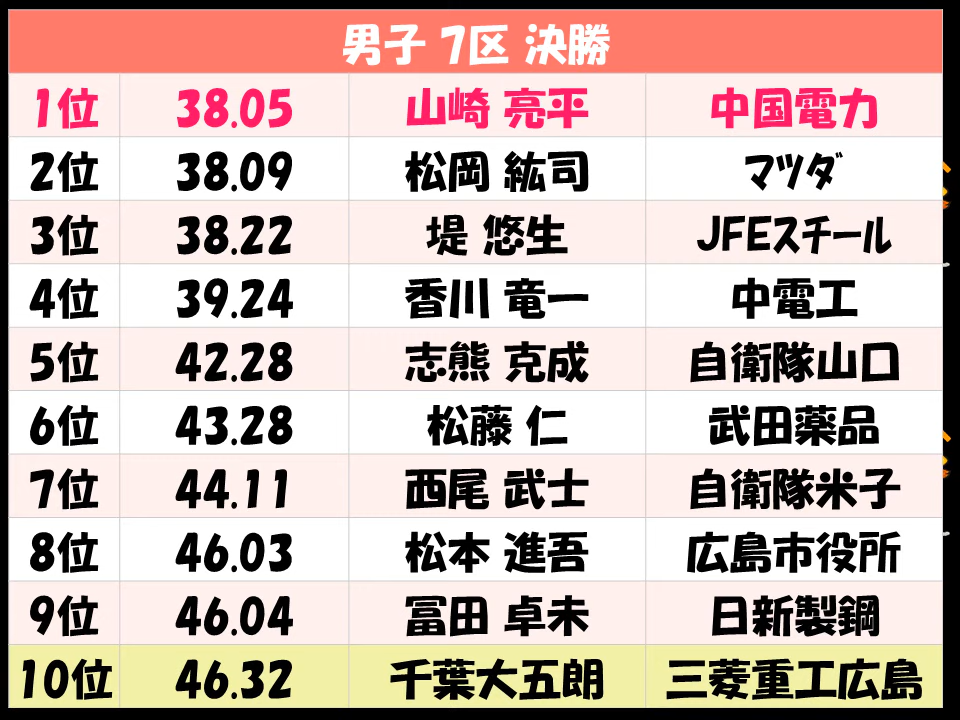 男子 7区 決勝
1位 38.05 山崎 亮平 中国電力
2位 38.09 松岡 紘司 マツダ
3位 38.22 堤 悠生 JFEスチール
4位 39.24 香川 竜一 中電工
5位 42.28 志熊 克成 自衛隊山口
6位 43.28 松藤 仁 武田薬品
7位 44.11 西尾 武士 自衛隊米子
8位 46.03 松本 進吾 広島市役所
9位 46.04 冨田 卓未 日新製鋼
10位 46.32 千葉大五朗 三菱重工広島